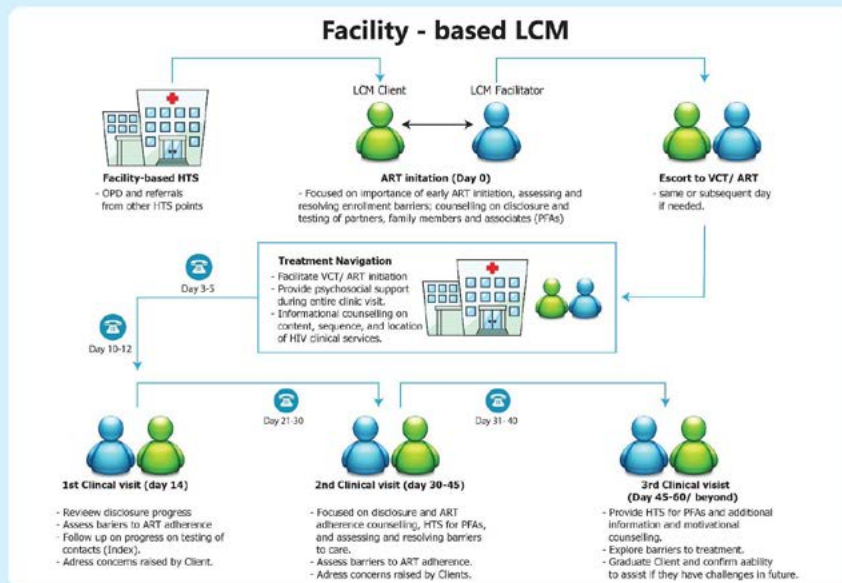 Facility - based LCM
LCM Client
LCM Facilitator
Facility-based HTS
- OPD and referrals
from other HTS points
ART initation (Day 0)
- Focused on importance of early ART initiation, assessing and
resolving enrollment barriers; counselling on disclosure and
testing of partners, family members and associates (PFAs)
Escort to VCT/ ART
- same or subsequent day
if needed.
Treatment Navigation
- Facilitate VCT/ ART initiation
- Provide psychosocial support
during entire clinic visit.
- Informational counselling on
content, sequence, and location
of HIV clinical services.
Day 3-5
Day 10-12
Day 21-30
Day 31- 40
1st Clincal visit (day 14)
- Revieew disclosure progress
- Assess bariers to ART adherence
- Follow up on progress on testing of
contacts (Index).
- Adress concerns raised by Client.
2nd Clinical visit (day 30-45)
- Focused on disclosure and ART
adherence counselling, HTS for PFAs,
and assessing and resolving barriers
to care.
- Assess barriers to ART adherence.
- Adress concerns raised by Clients.
3rd Clinical visist
(Day 45-60/ beyond)
- Provide HTS for PFAs and additional
information and motivational
counselling.
- Explore barriers to treatment.
- Graduate Client and confirm aability
to assist if they have challenges in future.